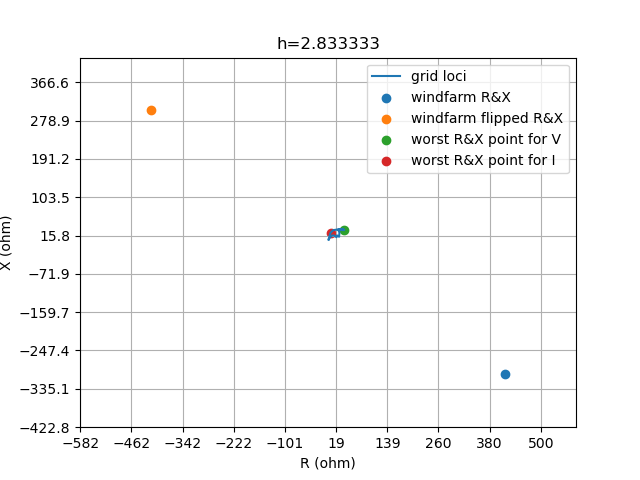 h=2.833333
grid loci
windfarm R&X
windfarm flipped R&X
worst R&X point for V
worst R&X point for I
366.6
278.9
191.2
103.5
15.8
−71.9
−159.7
−247.4
−335.1
−422.8
X (ohm)
−582 −462 −342 −222 −101 19 139 260 380 500
R (ohm)